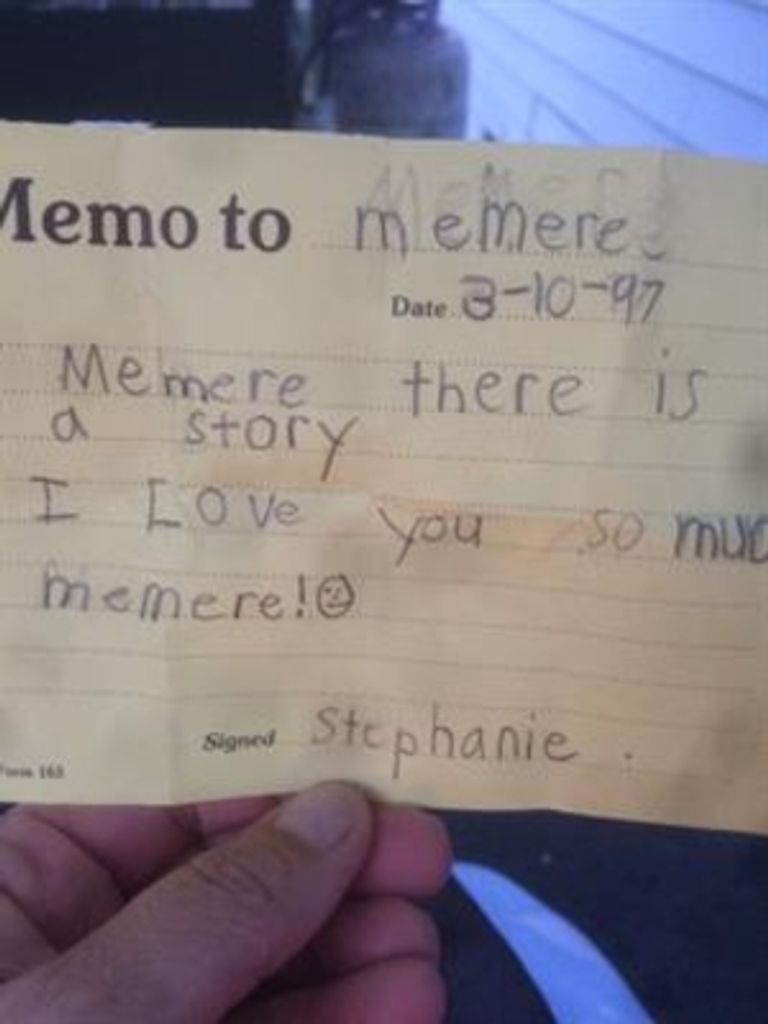 Memo to memere
Date 3-10-97
Memere there is
a story
I Love you so muc
memere!☺
Signed Stephanie.
Form 163